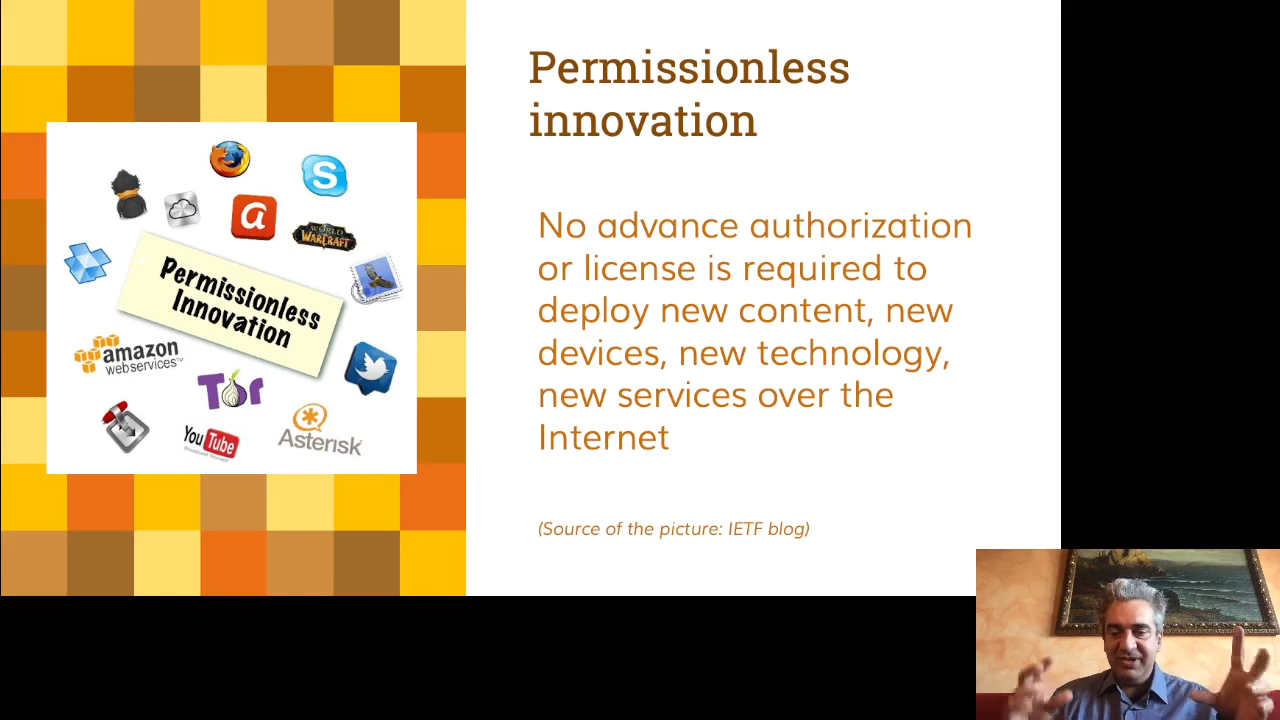 Permissionless
innovation
No advance authorization
or license is required to
deploy new content, new
devices, new technology,
new services over the
Internet
(Source of the picture: IETF blog)
S
a
WORLD
WARCRAFT
Permissionless
Innovation
amazon
webservices™
Tor
YouTube
Asterisk